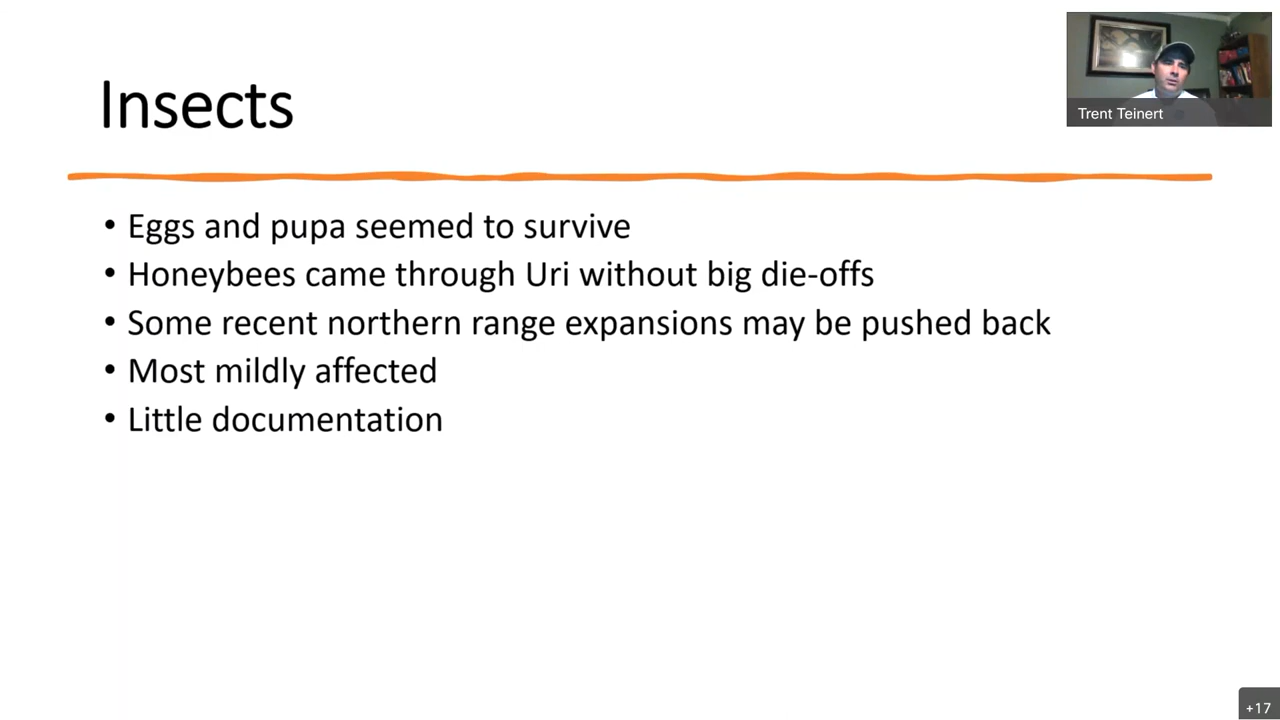 Insects
Trent Teinert
• Eggs and pupa seemed to survive
• Honeybees came through Uri without big die-offs
• Some recent northern range expansions may be pushed back
• Most mildly affected
• Little documentation
+17